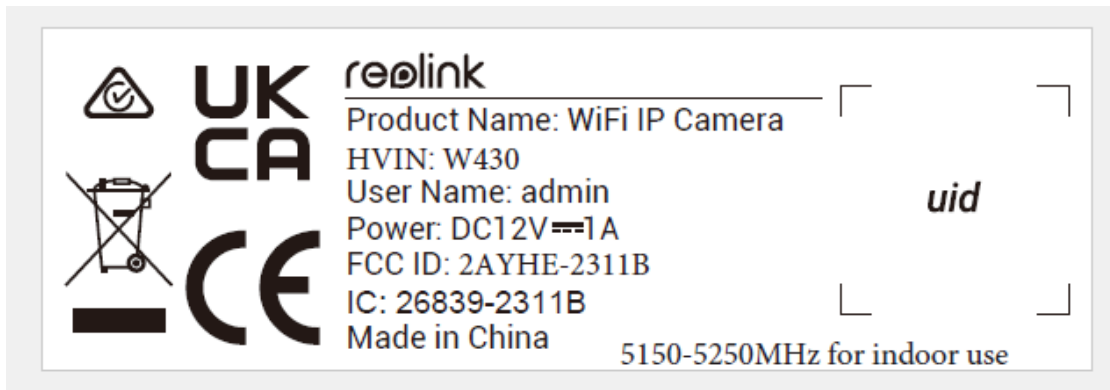 UK
CA
CE
reolink
Product Name: WiFi IP Camera
HVIN: W430
User Name: admin
Power: DC12V⎓1A
FCC ID: 2AYHE-2311B
IC: 26839-2311B
Made in China
uid
5150-5250MHz for indoor use